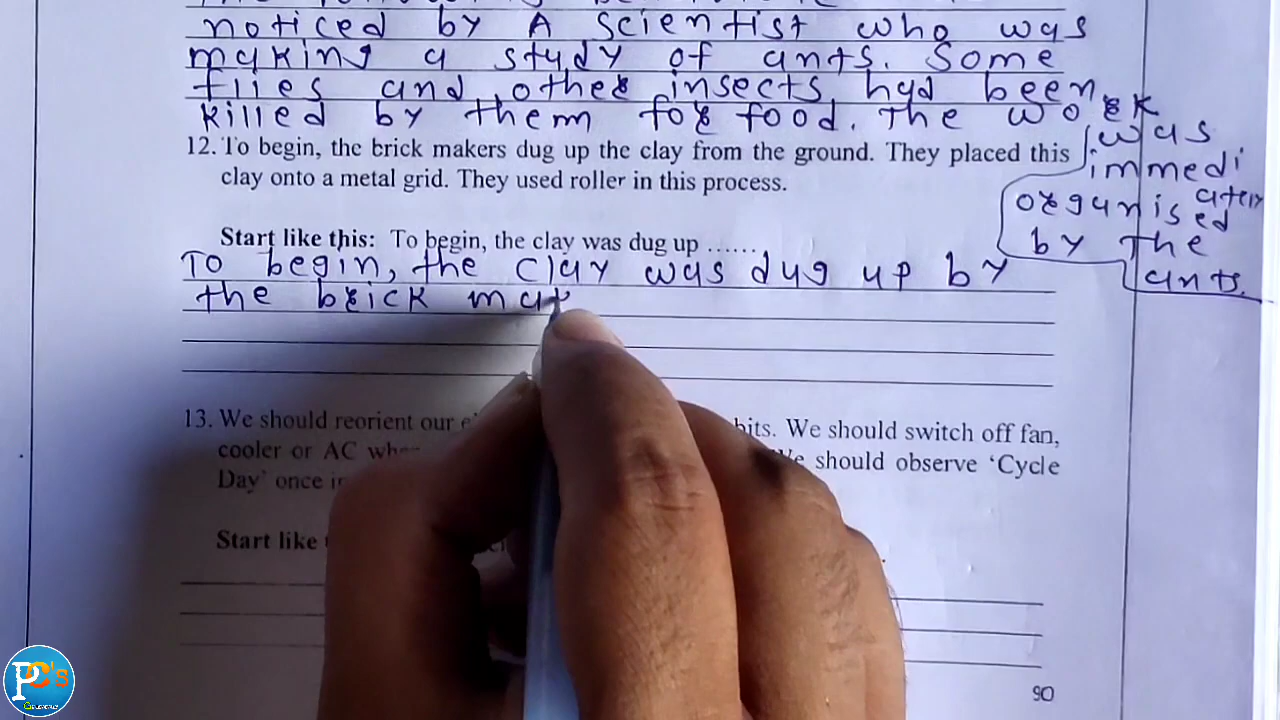 noticed by A scientist who was
making a study of ants. Some
flies and other insects had been
killed by them for food. The work
was
immedi
ately
organised
by the
ants.
12. To begin, the brick makers dug up the clay from the ground. They placed this
clay onto a metal grid. They used roller in this process.
Start like this: To begin, the clay was dug up ......
To begin, the clay was dug up by
the brick mak
13. We should reorient our bits. We should switch off fan,
cooler or AC We should observe 'Cycle
Day' once in
Start like
90
PC's